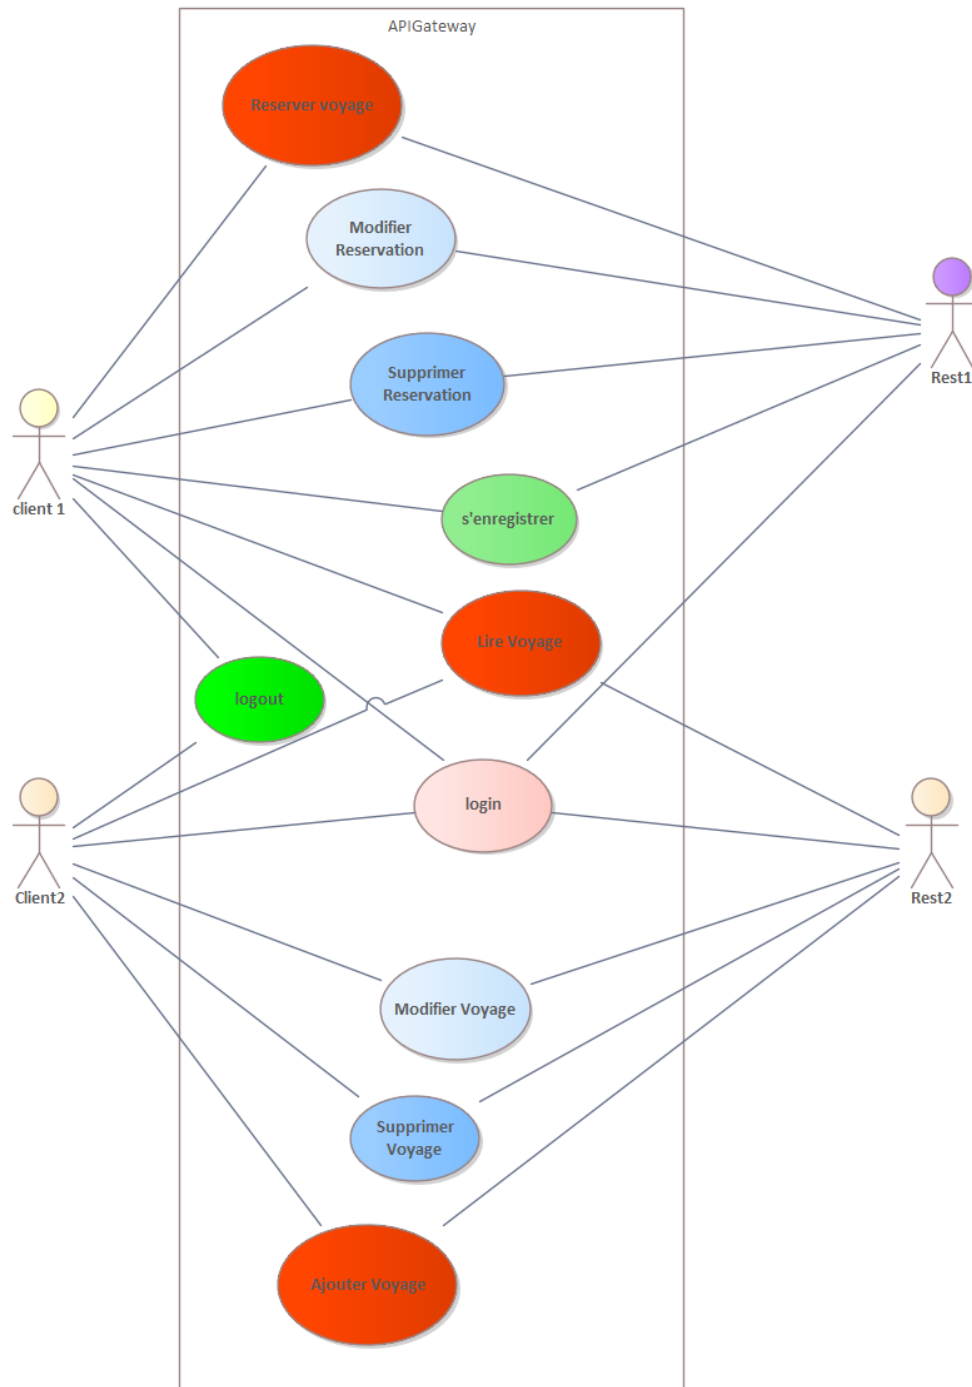 APIGateway
Reserver voyage
Modifier
Reservation
Rest1
Supprimer
Reservation
client 1
s'enregistrer
Lire Voyage
logout
login
Client2
Rest2
Modifier Voyage
Supprimer
Voyage
Ajouter Voyage